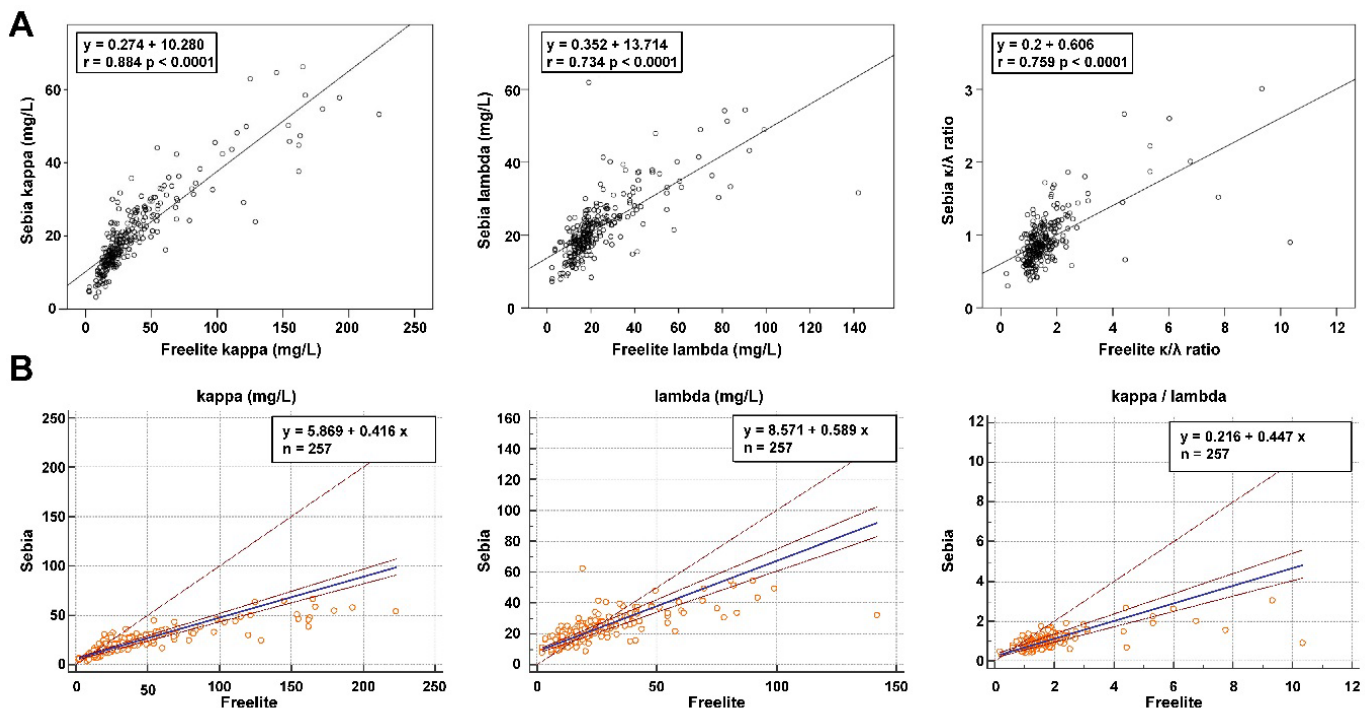 A
y = 0.274 + 10.280
r = 0.884 p < 0.0001
Sebia kappa (mg/L)
60
40
20
0
0 50 100 150 200 250
Freelite kappa (mg/L)
y = 0.352 + 13.714
r = 0.734 p < 0.0001
Sebia lambda (mg/L)
60
40
20
0
0 20 40 60 80 100 120 140
Freelite lambda (mg/L)
y = 0.2 + 0.606
r = 0.759 p < 0.0001
Sebia κ/λ ratio
3
2
1
0
0 2 4 6 8 10 12
Freelite κ/λ ratio
B
kappa (mg/L)
y = 5.869 + 0.416 x
n = 257
Sebia
250
200
150
100
50
0
0 50 100 150 200 250
Freelite
lambda (mg/L)
y = 8.571 + 0.589 x
n = 257
Sebia
160
140
120
100
80
60
40
20
0
0 50 100 150
Freelite
kappa / lambda
y = 0.216 + 0.447 x
n = 257
Sebia
12
10
8
6
4
2
0
0 2 4 6 8 10 12
Freelite